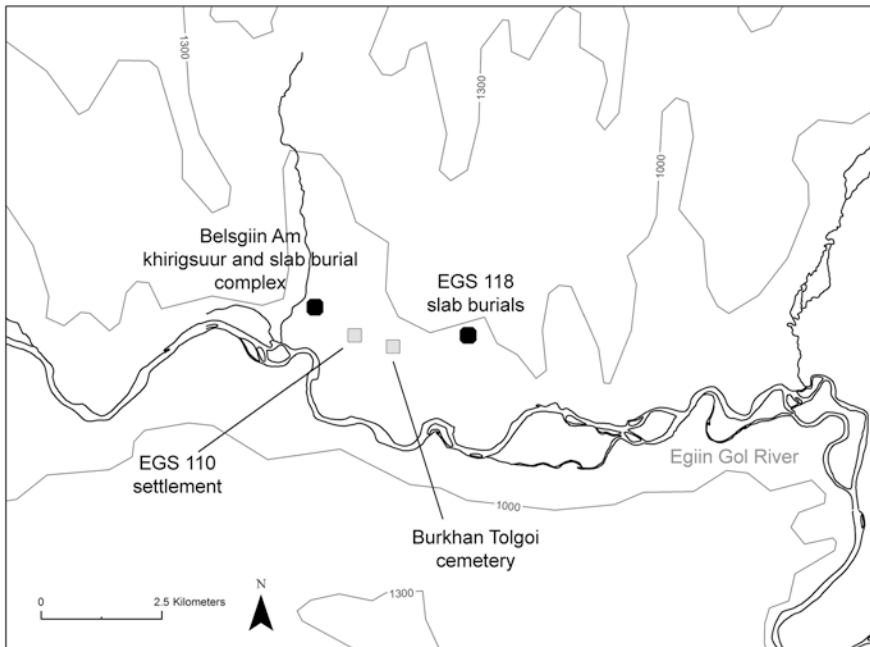 1300
1300
1000
Belsgiin Am
khirigsuur and slab burial
complex
EGS 118
slab burials
EGS 110
settlement
Egiin Gol River
1000
Burkhan Tolgoi
cemetery
N
0
2.5 Kilometers
1300